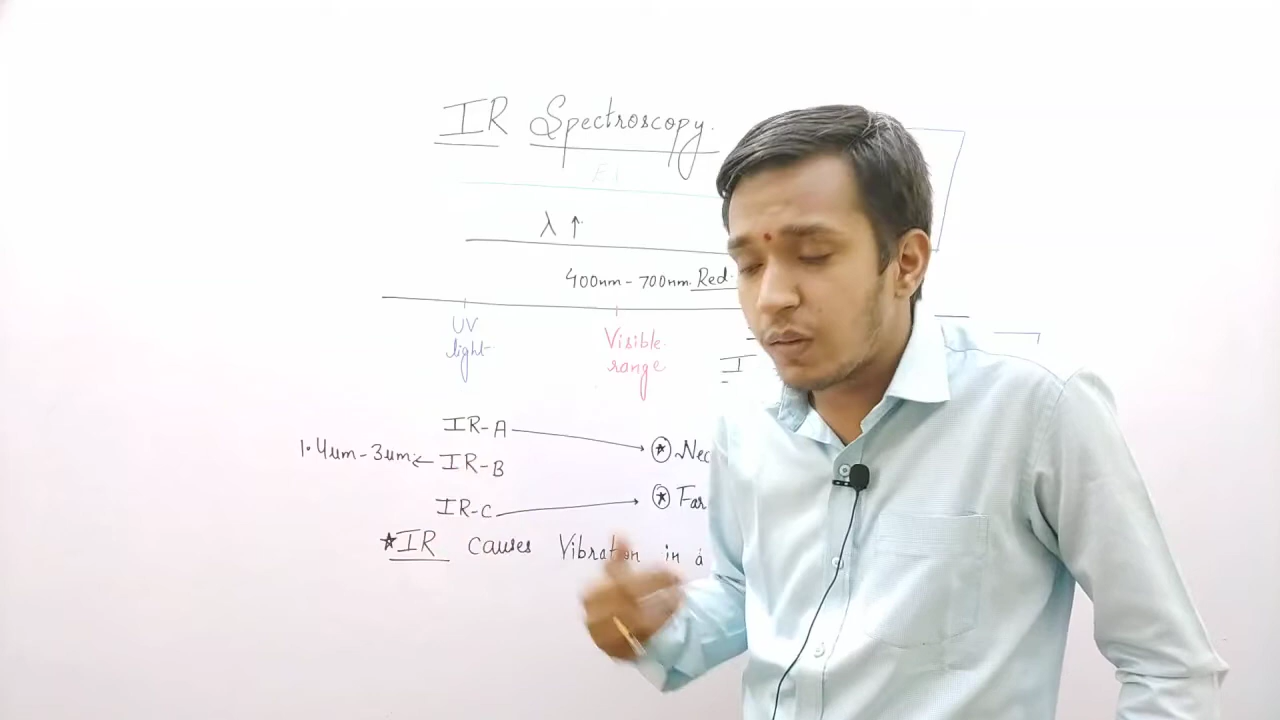 IR Spectroscopy.
λ ↑
400nm - 700nm. Red.
UV light
Visible range
I
IR-A → ⊛ Nea
1.4um - 3um. ← IR-B
IR-C → ⊛ Far
★ IR causes Vibration in a